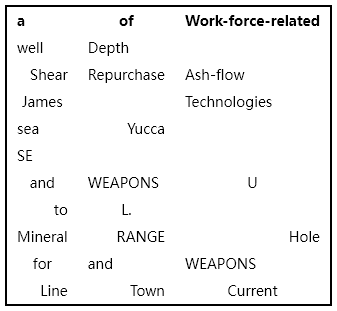 a of Work-force-related
well Depth
Shear Repurchase Ash-flow
James Technologies
sea Yucca
SE
and WEAPONS U
to L.
Mineral RANGE Hole
for and WEAPONS
Line Town Current